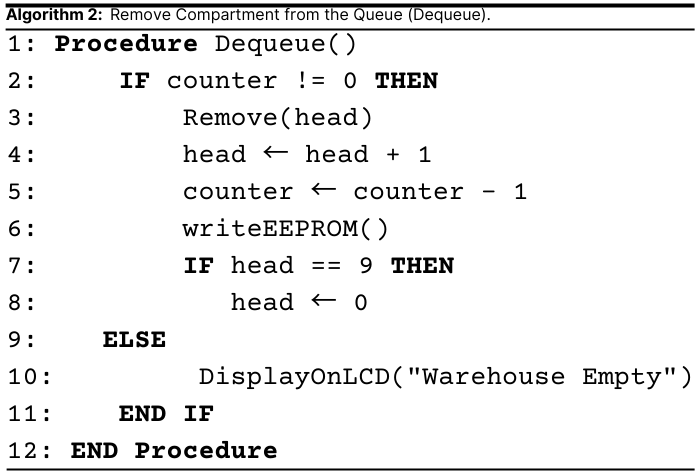 Algorithm 2: Remove Compartment from the Queue (Dequeue).
1: Procedure Dequeue()
2: IF counter != 0 THEN
3: Remove(head)
4: head ← head + 1
5: counter ← counter - 1
6: writeEEPROM()
7: IF head == 9 THEN
8: head ← 0
9: ELSE
10: DisplayOnLCD("Warehouse Empty")
11: END IF
12: END Procedure